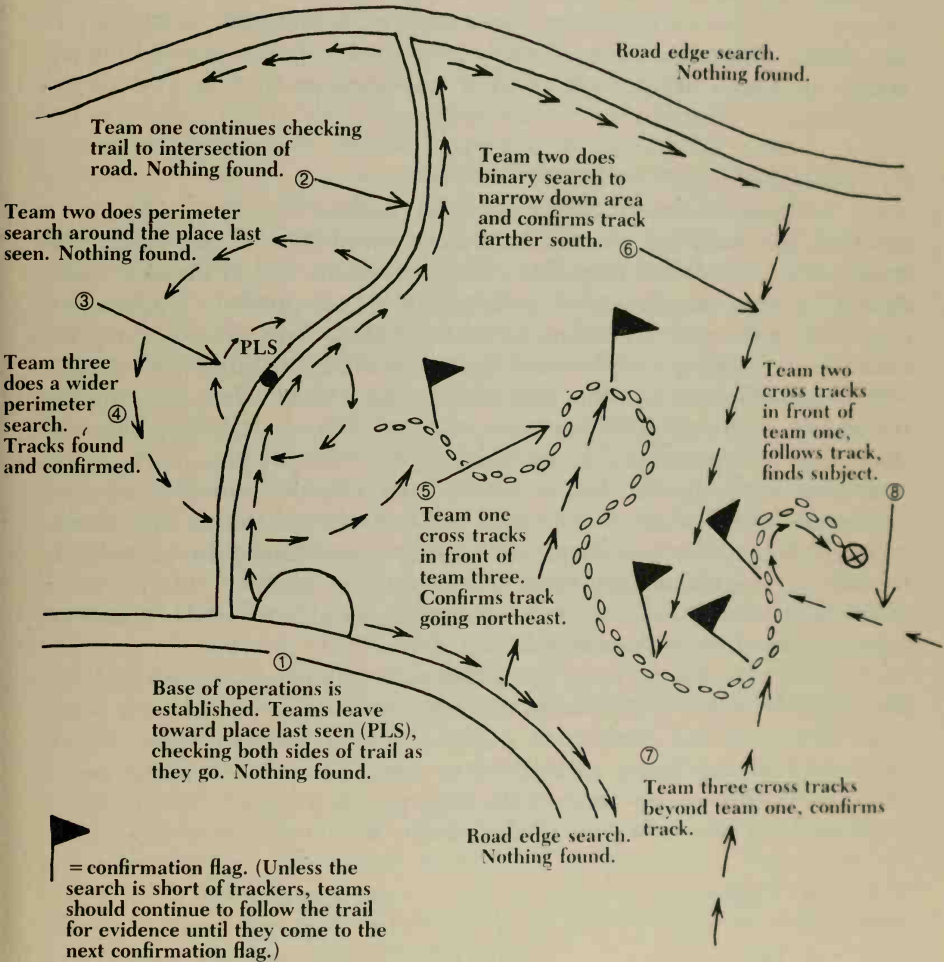 Road edge search.
Nothing found.
Team one continues checking
trail to intersection of
road. Nothing found.
②
Team two does
binary search to
narrow down area
and confirms track
farther south.
⑥
Team two does perimeter
search around the place last
seen. Nothing found.
③
PLS
Team three
does a wider
perimeter
search.
④
Tracks found
and confirmed.
Team two
cross tracks
in front of
team one,
follows track,
finds subject.
⑧
⑤
Team one
cross tracks
in front of
team three.
Confirms track
going northeast.
①
Base of operations is
established. Teams leave
toward place last seen (PLS),
checking both sides of trail as
they go. Nothing found.
⑦
Team three cross tracks
beyond team one, confirms
track.
Road edge search.
Nothing found.
= confirmation flag. (Unless the
search is short of trackers, teams
should continue to follow the trail
for evidence until they come to the
next confirmation flag.)